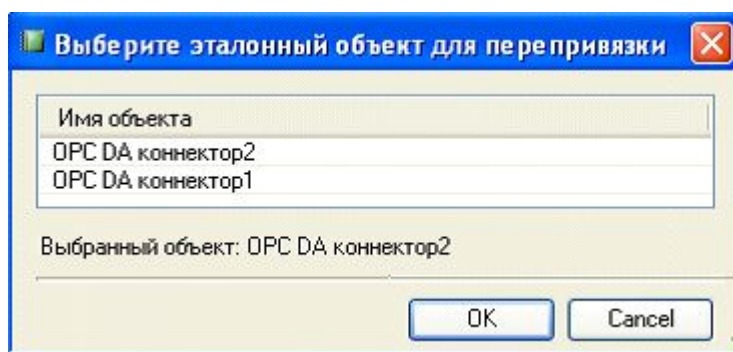 Выберите эталонный объект для перепривязки
Имя объекта
OPC DA коннектор2
OPC DA коннектор1
Выбранный объект: OPC DA коннектор2
OK Cancel